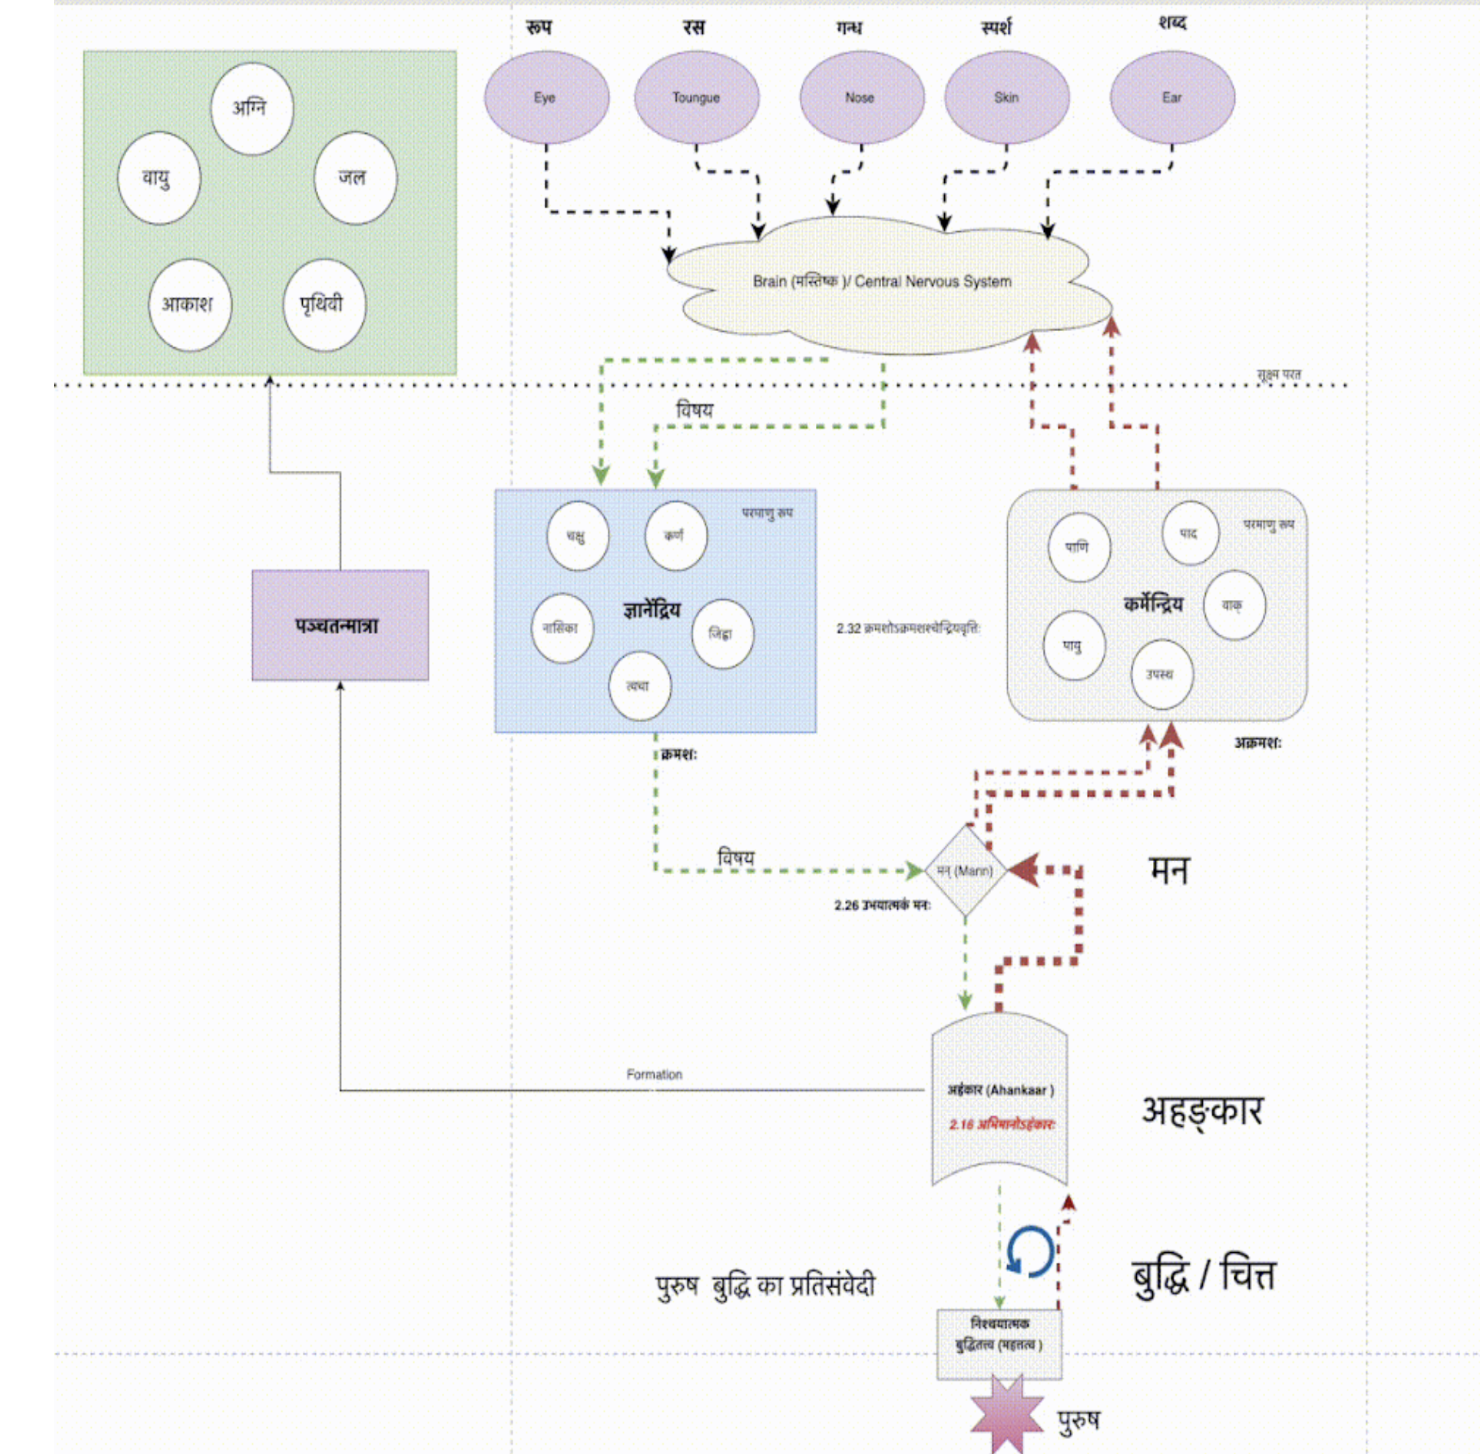 रूप
रस
गन्ध
स्पर्श
शब्द
Eye
Toungue
Nose
Skin
Ear
अग्नि
वायु
जल
आकाश
पृथिवी
Brain (मस्तिष्क )/ Central Nervous System
सूक्ष्म परत
विषय
चक्षु
कर्ण
परमाणु रूप
ज्ञानेंद्रिय
नासिका
जिह्वा
त्वचा
पाणि
पाद
परमाणु रूप
कर्मेन्द्रिय
वाक्
पायु
उपस्थ
पञ्चतन्मात्रा
2.32 क्रमशोऽक्रमशश्चेन्द्रियवृत्तिः
क्रमशः
अक्रमशः
विषय
मन् (Mann)
मन
2.26 उभयात्मकं मनः
Formation
अहंकार (Ahankaar )
2.16 अभिमानोऽहंकारः
अहङ्कार
पुरुष बुद्धि का प्रतिसंवेदी
बुद्धि / चित्त
निश्चयात्मक
बुद्धितत्त्व (महत्तत्व )
पुरुष